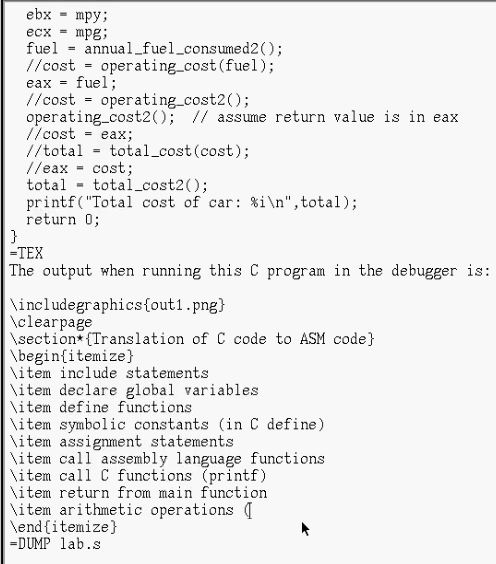 ebx = mpy;
ecx = mpg;
fuel = annual_fuel_consumed2();
//cost = operating_cost(fuel);
eax = fuel;
//cost = operating_cost2();
operating_cost2();  // assume return value is in eax
//cost = eax;
//total = total_cost(cost);
//eax = cost;
total = total_cost2();
printf("Total cost of car: %i\n",total);
return 0;
}
=TEX
The output when running this C program in the debugger is:
\includegraphics{out1.png}
\clearpage
\section*{Translation of C code to ASM code}
\begin{itemize}
\item include statements
\item declare global variables
\item define functions
\item symbolic constants (in C define)
\item assignment statements
\item call assembly language functions
\item call C functions (printf)
\item return from main function
\item arithmetic operations (
\end{itemize}
=DUMP lab.s